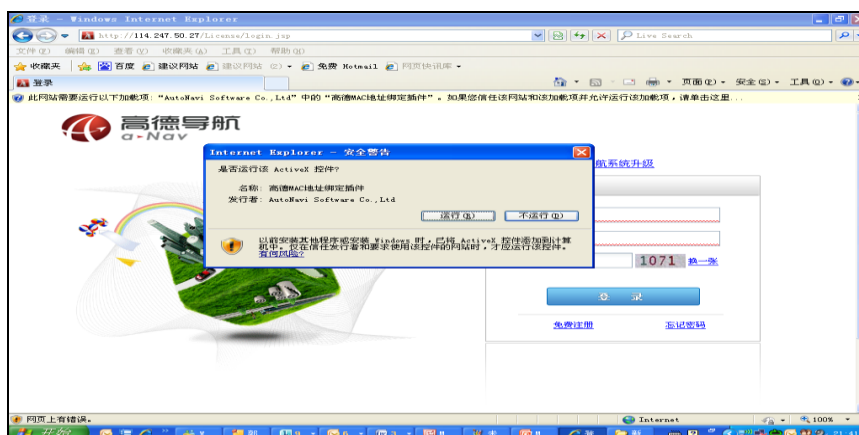 登录 - Windows Internet Explorer
http://114.247.50.27/License/login.jsp
Live Search
文件(F) 编辑(E) 查看(V) 收藏夹(A) 工具(T) 帮助(H)
收藏夹 百度 建议网站 建议网站 (2) 免费 Hotmail 网页快讯库
登录
页面(P) 安全(S) 工具(O)
此网站需要运行以下加载项: “AutoNavi Software Co.,Ltd” 中的 “高德MAC地址绑定插件”。如果您信任该网站和该加载项并允许运行该加载项，请单击这里...
高德导航
a-Nav
航系统升级
Internet Explorer - 安全警告
是否运行该 ActiveX 控件?
名称: 高德MAC地址绑定插件
发行者: AutoNavi Software Co.,Ltd
运行(R) 不运行(D)
以前安装其他程序或安装 Windows 时，已将 ActiveX 控件添加到计算
机中。仅在信任发行者和要求使用该控件的网站时，才应运行该控件。
有何风险?
1071 换一张
登 录
免费注册 忘记密码
网页上有错误。
Internet
100%
开始
21:41